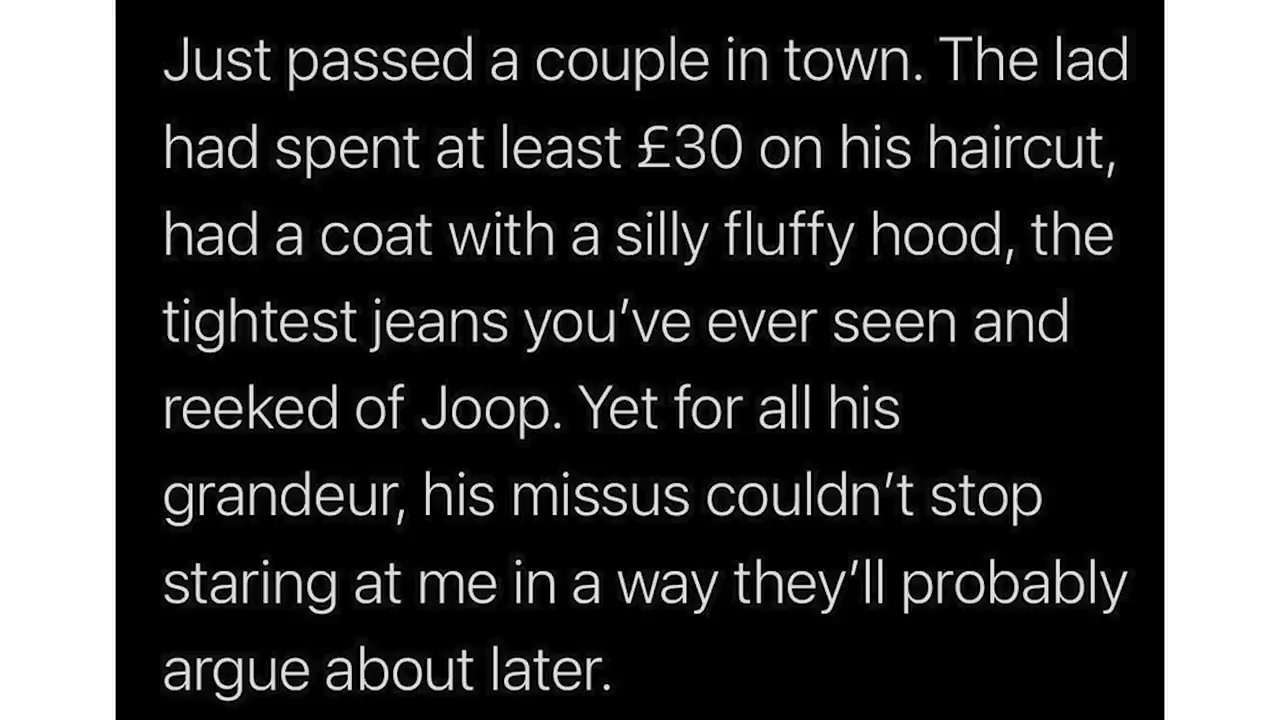 Just passed a couple in town. The lad
had spent at least £30 on his haircut,
had a coat with a silly fluffy hood, the
tightest jeans you’ve ever seen and
reeked of Joop. Yet for all his
grandeur, his missus couldn’t stop
staring at me in a way they’ll probably
argue about later.